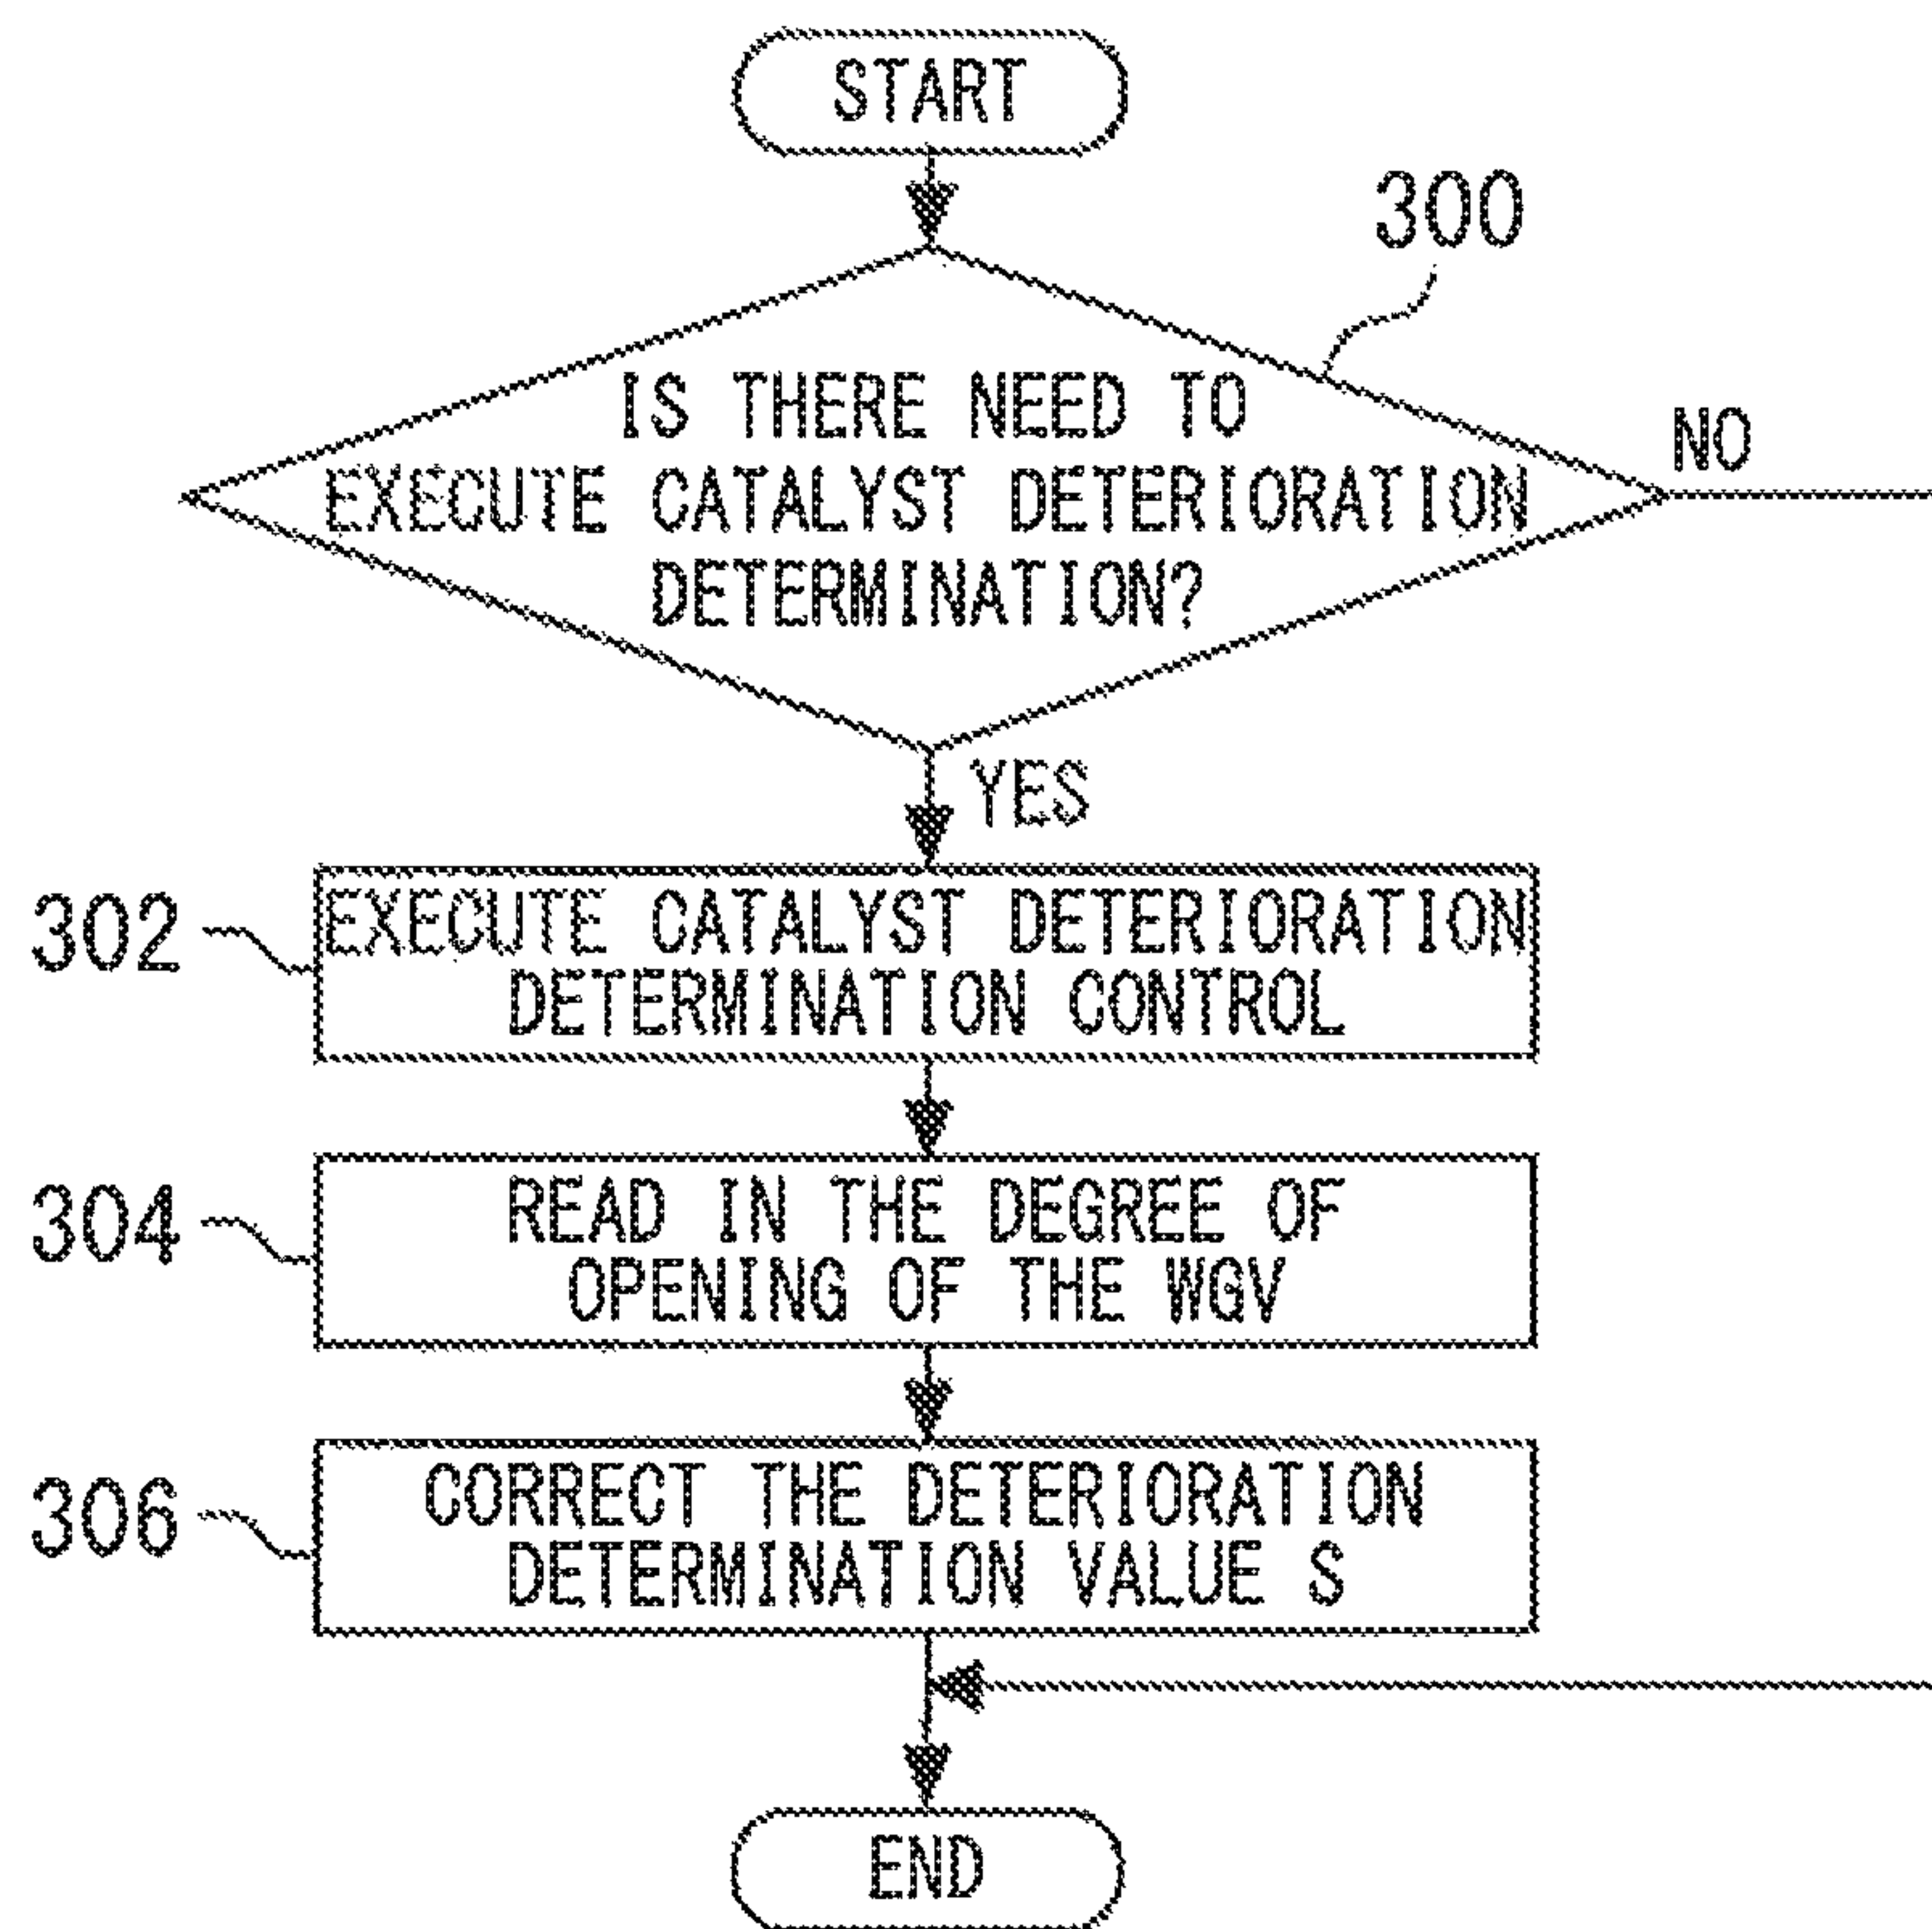 START
300
IS THERE NEED TO
EXECUTE CATALYST DETERIORATION
DETERMINATION?
NO
YES
302
EXECUTE CATALYST DETERIORATION
DETERMINATION CONTROL
304
READ IN THE DEGREE OF
OPENING OF THE WGV
306
CORRECT THE DETERIORATION
DETERMINATION VALUE S
END